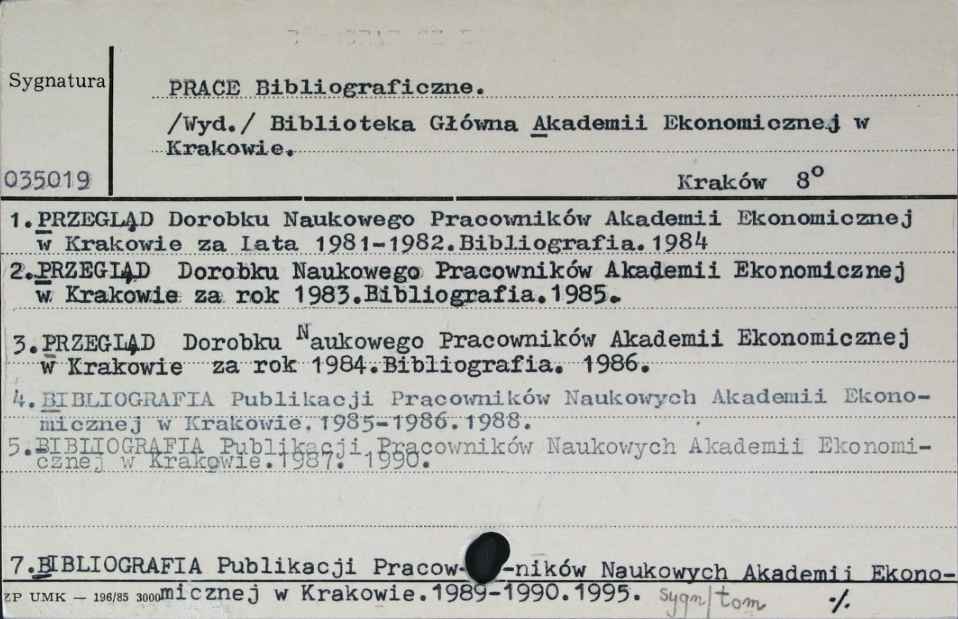 Sygnatura
PRACE Bibliograficzne.
/Wyd./ Biblioteka Główna Akademii Ekonomicznej w
Krakowie.
035019
Kraków 8°
1.PRZEGLĄD Dorobku Naukowego Pracowników Akademii Ekonomicznej
w Krakowie za lata 1981-1982.Bibliografia.1984
2.PRZEGLĄD Dorobku Naukowego Pracowników Akademii Ekonomicznej
w Krakowie za rok 1983.Bibliografia.1985.
3.PRZEGLĄD Dorobku Naukowego Pracowników Akademii Ekonomicznej
w Krakowie za rok 1984.Bibliografia. 1986.
4.BIBLIOGRAFIA Publikacji Pracowników Naukowych Akademii Ekono-
micznej w Krakowie.1985-1986.1988.
5.BIBLIOGRAFIA Publikacji Pracowników Naukowych Akademii Ekonomi-
cznej w Krakowie.1987. 1990.
7.BIBLIOGRAFIA Publikacji Pracow- -ników Naukowych Akademii Ekono-
micznej w Krakowie.1989-1990.1995. sygn/tom ./.
ZP UMK — 196/85 3000